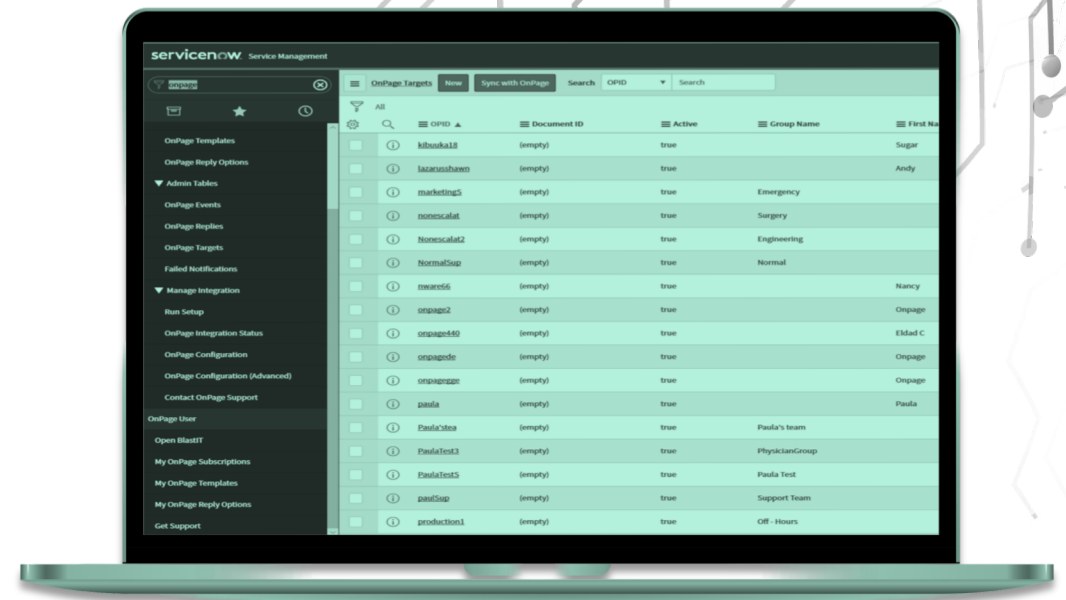 servicenow. Service Management
onpage
OnPage Targets New Sync with OnPage Search OPID Search
All
OPID Document ID Active Group Name First Na
kibuuka18 (empty) true Sugar
lazarusshawn (empty) true Andy
marketing5 (empty) true Emergency
nonescalat (empty) true Surgery
Nonescalat2 (empty) true Engineering
NormalSup (empty) true Normal
nware66 (empty) true Nancy
onpage2 (empty) true Onpage
onpage440 (empty) true Eldad C
onpagede (empty) true Onpage
onpagegge (empty) true Onpage
paula (empty) true Paula
Paula'stea (empty) true Paula's team
PaulaTest3 (empty) true PhysicianGroup
PaulaTest5 (empty) true Paula Test
paulSup (empty) true Support Team
production1 (empty) true Off - Hours
OnPage Templates
OnPage Reply Options
Admin Tables
OnPage Events
OnPage Replies
OnPage Targets
Failed Notifications
Manage Integration
Run Setup
OnPage Integration Status
OnPage Configuration
OnPage Configuration (Advanced)
Contact OnPage Support
OnPage User
Open BlastIT
My OnPage Subscriptions
My OnPage Templates
My OnPage Reply Options
Get Support